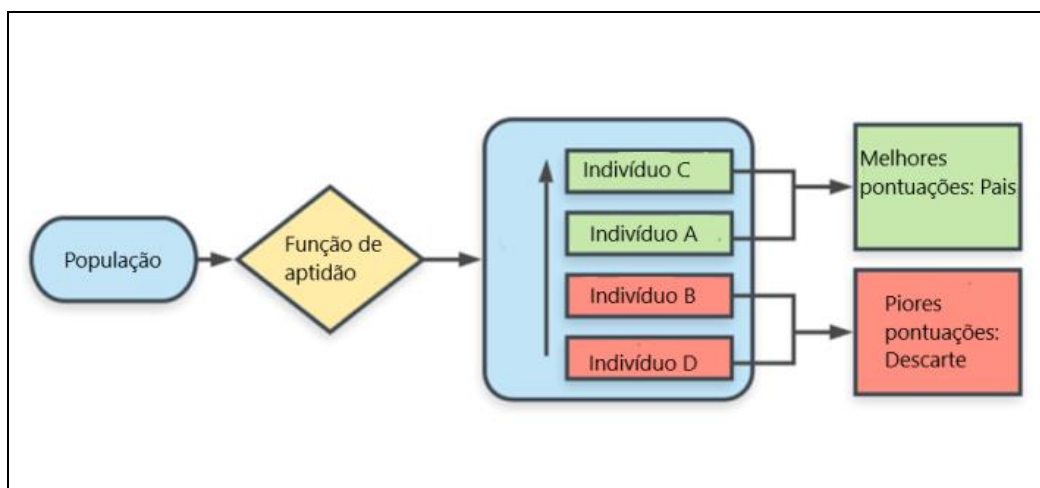 População
Função de
aptidão
Indivíduo C
Indivíduo A
Indivíduo B
Indivíduo D
Melhores
pontuações: Pais
Piores
pontuações:
Descarte